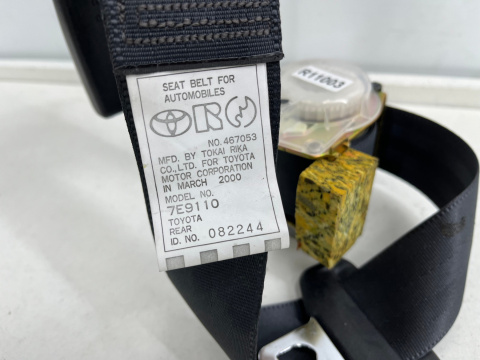 SEAT BELT FOR
AUTOMOBILES
NO. 467053
MFD. BY TOKAI RIKA
CO., LTD. FOR TOYOTA
MOTOR CORPORATION
IN MARCH 2000
MODEL NO.
7E9110
TOYOTA
REAR
ID. NO. 082244
R11003